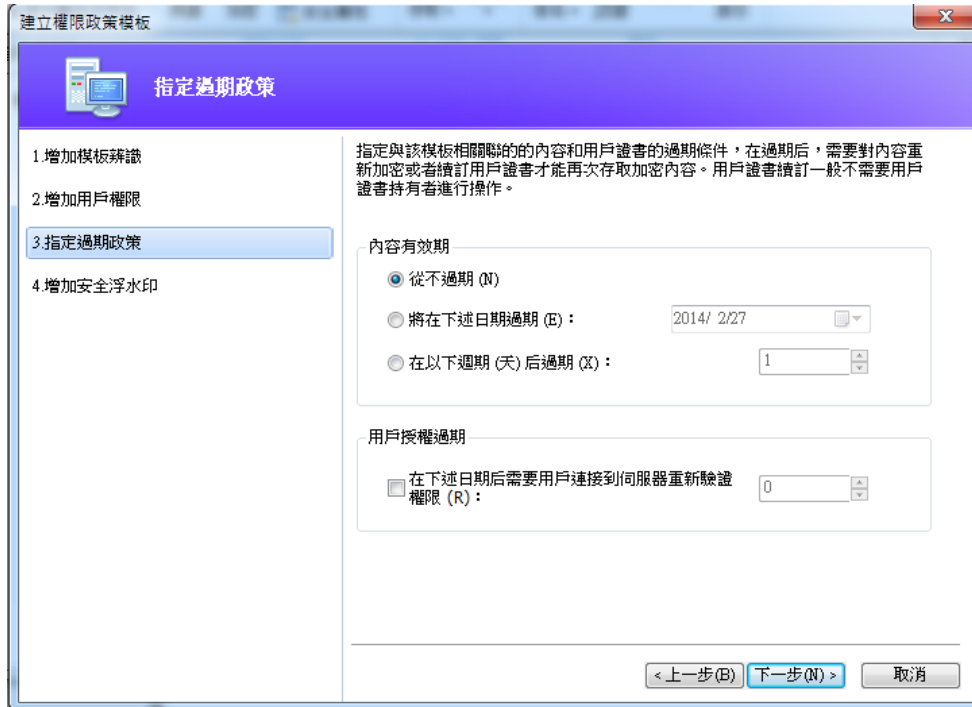 建立權限政策模板
指定過期政策
1.增加模板辨識
2.增加用戶權限
3.指定過期政策
4.增加安全浮水印
指定與該模板相關聯的的內容和用戶證書的過期條件，在過期后，需要對內容重
新加密或者續訂用戶證書才能再次存取加密內容。用戶證書續訂一般不需要用戶
證書持有者進行操作。
內容有效期
從不過期 (N)
將在下述日期過期 (E)：
2014/ 2/27
在以下週期 (天) 后過期 (X)：
1
用戶授權過期
在下述日期后需要用戶連接到伺服器重新驗證
權限 (R)：
0
< 上一步(B)
下一步(N) >
取消